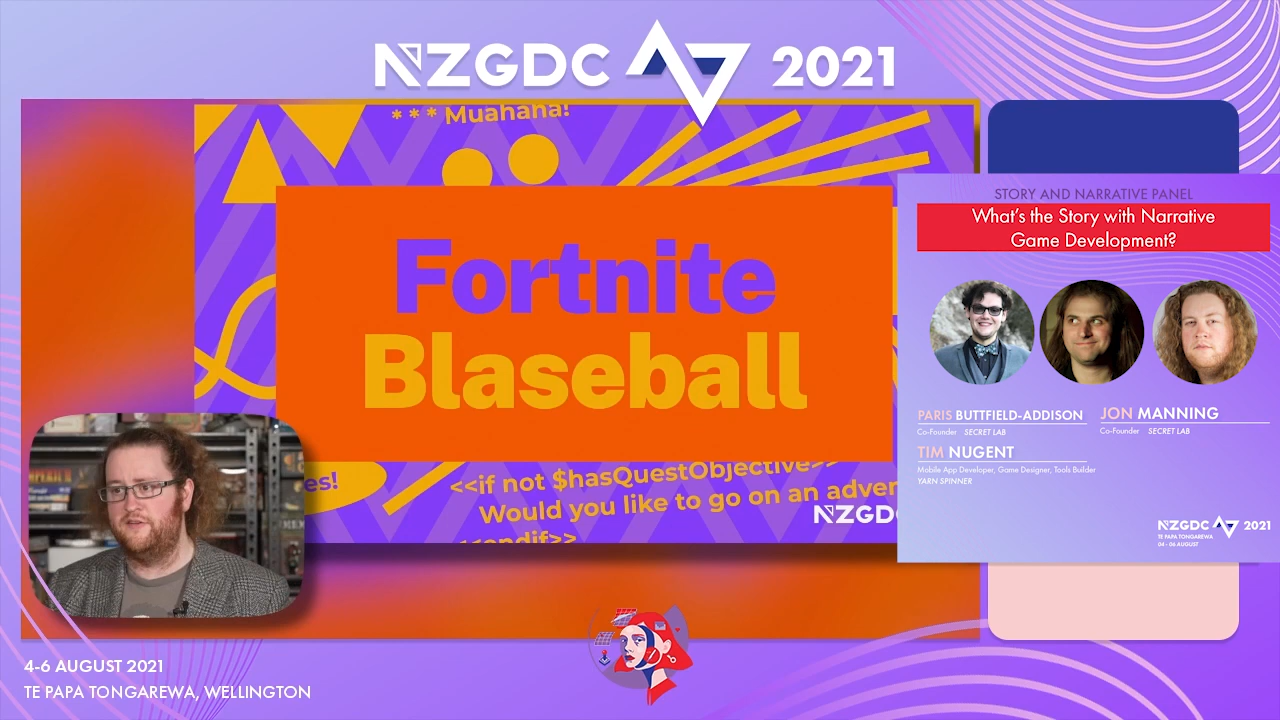 NZGDC 2021
* * * Muahaha!
Fortnite
Blaseball
es!
<<if not $hasQuestObjective>>
Would you like to go on an adven
<<endif>>
NZGD
STORY AND NARRATIVE PANEL
What's the Story with Narrative
Game Development?
PARIS BUTTFIELD-ADDISON
Co-Founder SECRET LAB
JON MANNING
Co-Founder SECRET LAB
TIM NUGENT
Mobile App Developer, Game Designer, Tools Builder
YARN SPINNER
NZGDC 2021
TE PAPA TONGAREWA
04 - 06 AUGUST
4-6 AUGUST 2021
TE PAPA TONGAREWA, WELLINGTON